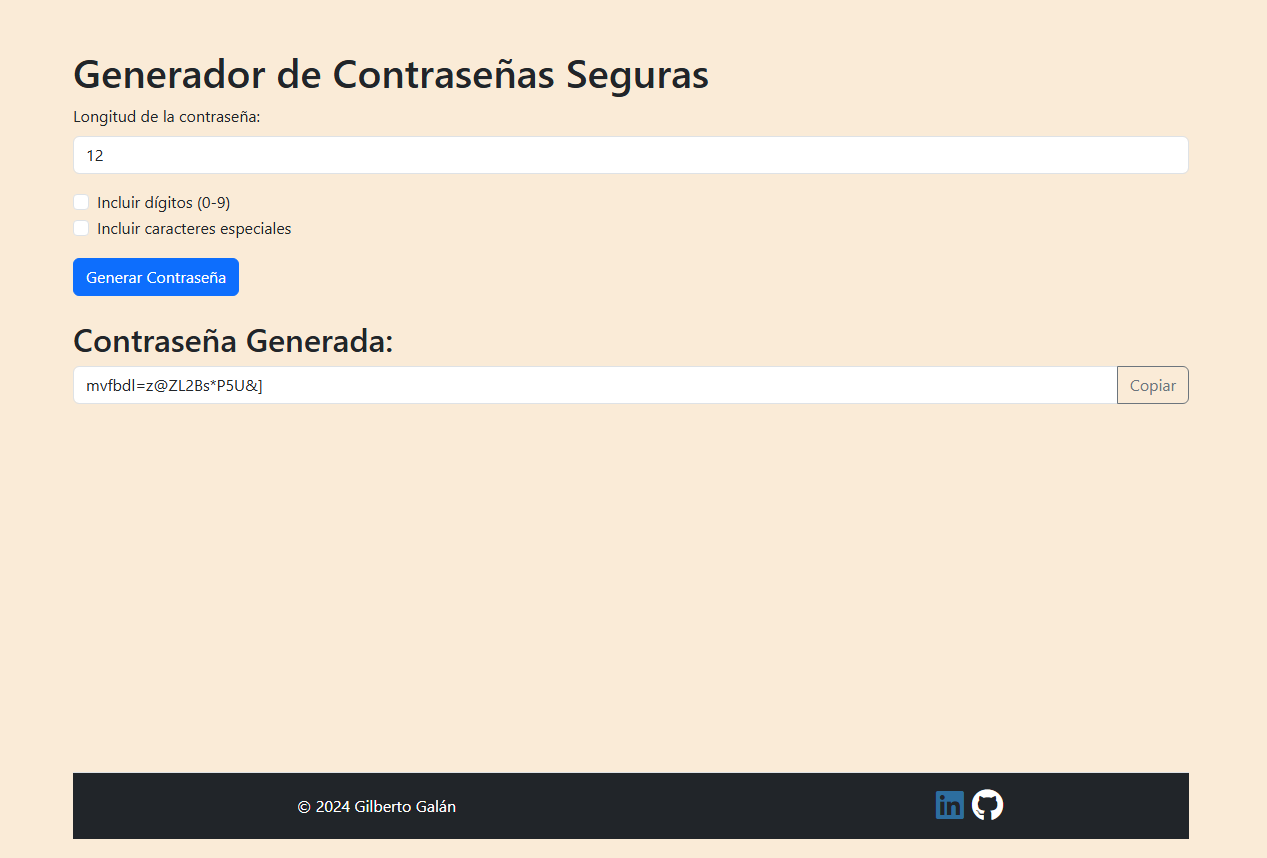 Generador de Contraseñas Seguras
Longitud de la contraseña:
12
Incluir dígitos (0-9)
Incluir caracteres especiales
Generar Contraseña
Contraseña Generada:
mvfbdl=z@ZL2Bs*P5U&]
Copiar
© 2024 Gilberto Galán
in